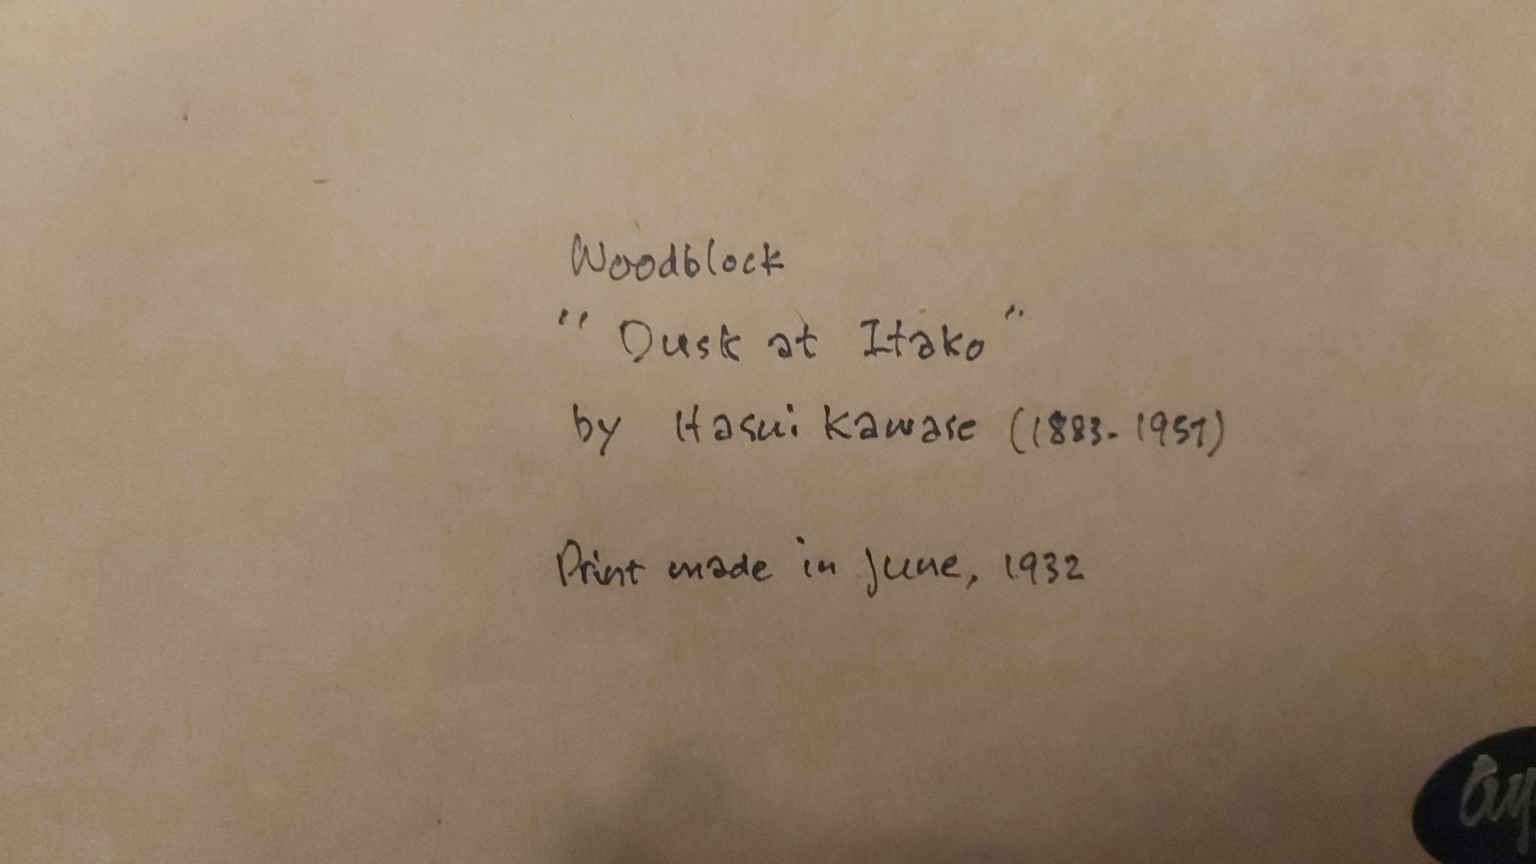 Woodblock
" Dusk at Itako "
by Hasui Kawase (1883-1957)
Print made in June, 1932